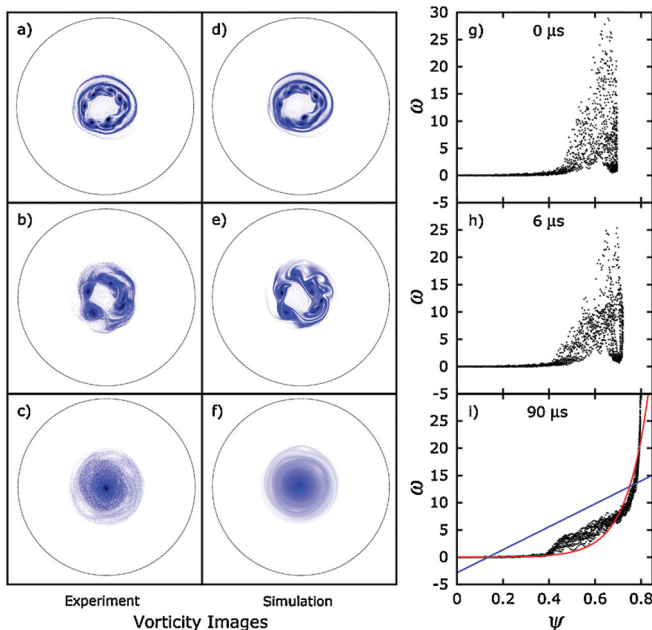 a)
d)
b)
e)
c)
f)
Experiment
Simulation
Vorticity Images
g)
0 μs
30
25
20
15
10
5
0
-5
ω
h)
6 μs
25
20
15
10
5
0
-5
ω
i)
90 μs
25
20
15
10
5
0
-5
ω
0
0.2
0.4
0.6
0.8
ψ